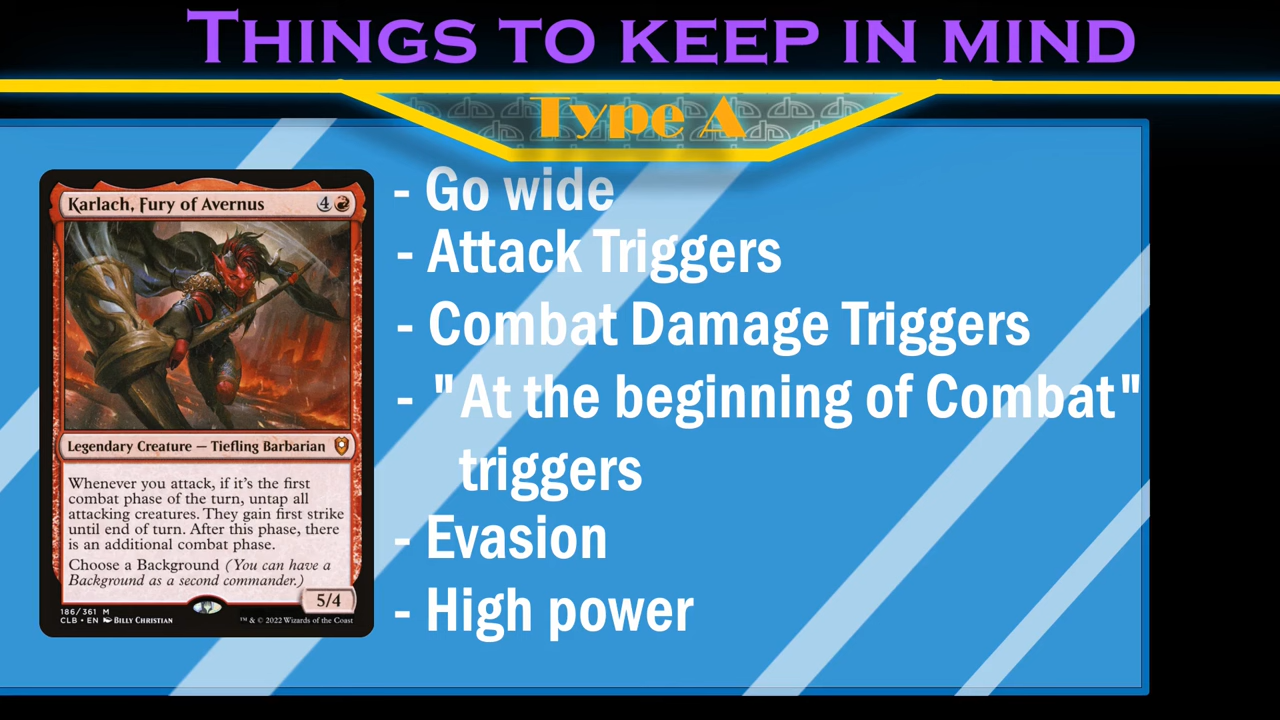 THINGS TO KEEP IN MIND
Type A
Karlach, Fury of Avernus 4
Legendary Creature — Tiefling Barbarian
Whenever you attack, if it's the first
combat phase of the turn, untap all
attacking creatures. They gain first strike
until end of turn. After this phase, there
is an additional combat phase.
Choose a Background (You can have a
Background as a second commander.)
5/4
186/361 M
CLB • EN BILLY CHRISTIAN
™ & © 2022 Wizards of the Coast
- Go wide
- Attack Triggers
- Combat Damage Triggers
- "At the beginning of Combat"
triggers
- Evasion
- High power